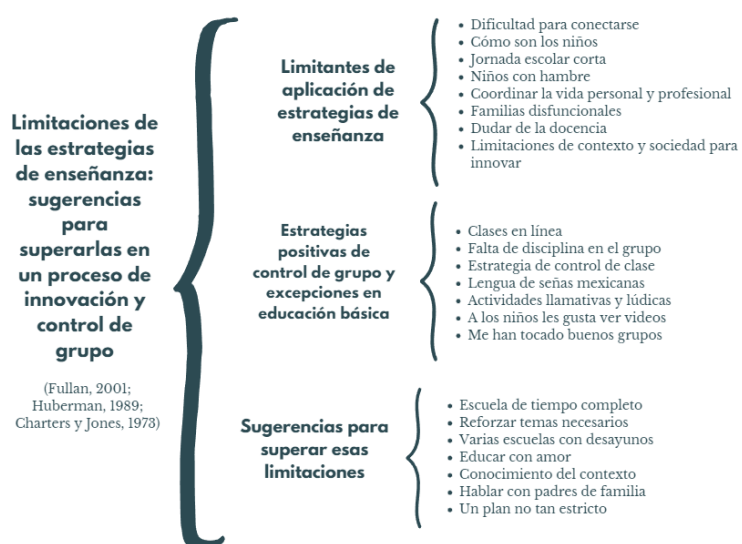 Limitaciones de
las estrategias
de enseñanza:
sugerencias
para
superarlas en
un proceso de
innovación y
control de
grupo
(Fullan, 2001;
Huberman, 1989;
Charters y Jones, 1973)
Limitantes de
aplicación de
estrategias de
enseñanza
• Dificultad para conectarse
• Cómo son los niños
• Jornada escolar corta
• Niños con hambre
• Coordinar la vida personal y profesional
• Familias disfuncionales
• Dudar de la docencia
• Limitaciones de contexto y sociedad para
innovar
Estrategias
positivas de
control de grupo y
excepciones en
educación básica
• Clases en línea
• Falta de disciplina en el grupo
• Estrategia de control de clase
• Lengua de señas mexicanas
• Actividades llamativas y lúdicas
• A los niños les gusta ver videos
• Me han tocado buenos grupos
Sugerencias para
superar esas
limitaciones
• Escuela de tiempo completo
• Reforzar temas necesarios
• Varias escuelas con desayunos
• Educar con amor
• Conocimiento del contexto
• Hablar con padres de familia
• Un plan no tan estricto